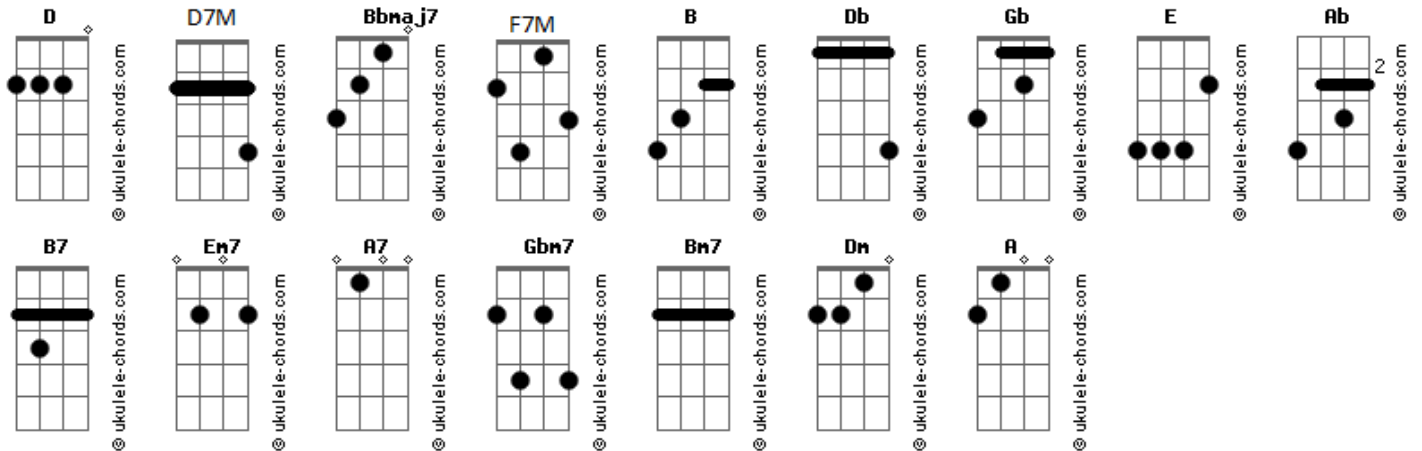 D D7M Bbmaj7 F7M B Db Gb E Ab
2
© ukulele-chords.com © ukulele-chords.com © ukulele-chords.com © ukulele-chords.com © ukulele-chords.com © ukulele-chords.com © ukulele-chords.com © ukulele-chords.com © ukulele-chords.com
B7 Em7 A7 Gbm7 Bm7 Dm A
© ukulele-chords.com © ukulele-chords.com © ukulele-chords.com © ukulele-chords.com © ukulele-chords.com © ukulele-chords.com © ukulele-chords.com